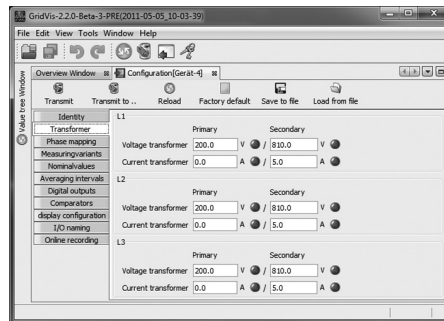 GridVis-2.2.0-Beta-3-PRE(2011-05-05_10-03-39)
File Edit View Tools Window Help
Value tree Window
Overview Window
Configuration[Gerät-4]
Transmit
Transmit to ..
Reload
Factory default
Save to file
Load from file
Identity
Transformer
Phase mapping
Measuringvariants
Nominalvalues
Averaging intervals
Digital outputs
Comparators
display configuration
I/O naming
Online recording
L1
Primary Secondary
Voltage transformer 200.0 V / 810.0 V
Current transformer 0.0 A / 5.0 A
L2
Primary Secondary
Voltage transformer 200.0 V / 810.0 V
Current transformer 0.0 A / 5.0 A
L3
Primary Secondary
Voltage transformer 200.0 V / 810.0 V
Current transformer 0.0 A / 5.0 A